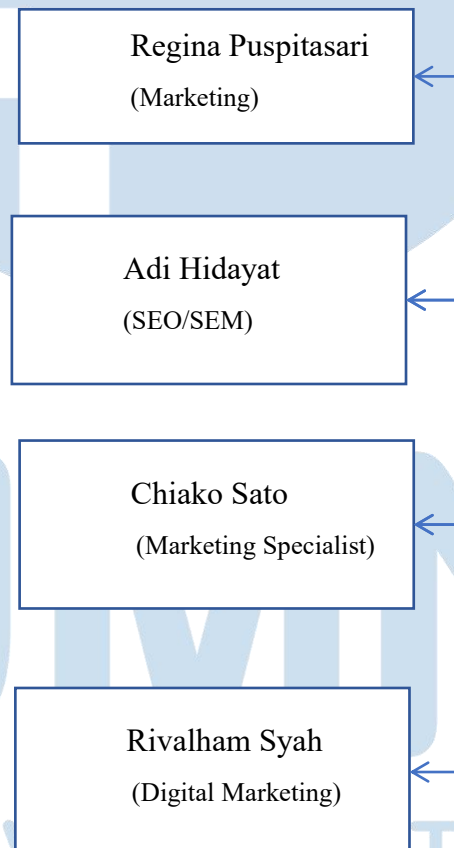 Regina Puspitasari
(Marketing)
Adi Hidayat
(SEO/SEM)
Chiako Sato
(Marketing Specialist)
Rivalham Syah
(Digital Marketing)